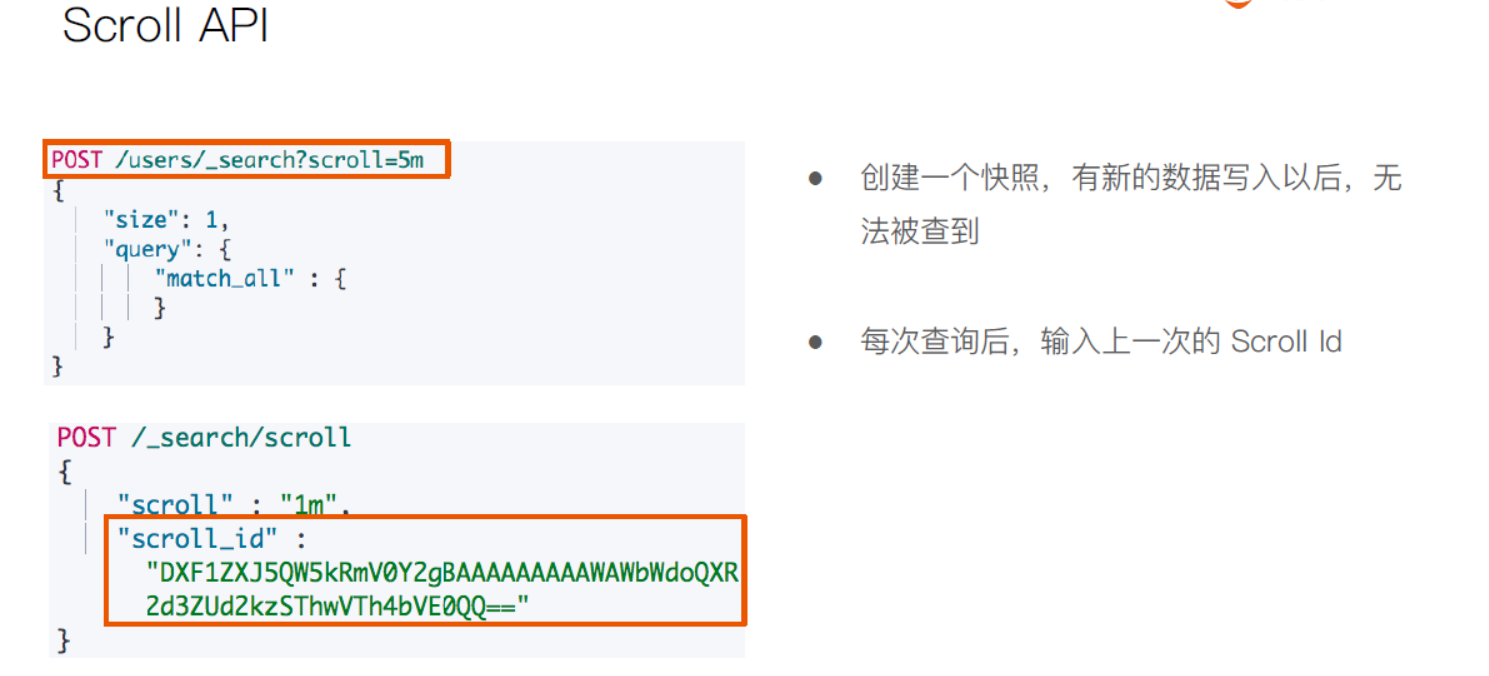 Scroll API
POST /users/_search?scroll=5m
{
"size": 1,
"query": {
"match_all" : {
}
}
}
POST /_search/scroll
{
"scroll" : "1m",
"scroll_id" :
"DXF1ZXJ5QW5kRmV0Y2gBAAAAAAAAAAWAWbWdoQXR
2d3ZUd2kzSThwVTh4bVE0QQ=="
}
● 创建一个快照，有新的数据写入以后，无
法被查到
● 每次查询后，输入上一次的 Scroll Id